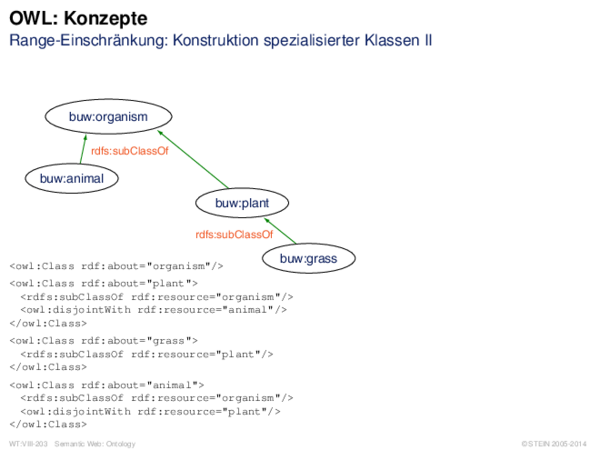 OWL: Konzepte
Range-Einschränkung: Konstruktion spezialisierter Klassen II
buw:organism
rdfs:subClassOf
buw:animal
buw:plant
rdfs:subClassOf
buw:grass
<owl:Class rdf:about="organism"/>
<owl:Class rdf:about="plant">
<rdfs:subClassOf rdf:resource="organism"/>
<owl:disjointWith rdf:resource="animal"/>
</owl:Class>
<owl:Class rdf:about="grass">
<rdfs:subClassOf rdf:resource="plant"/>
</owl:Class>
<owl:Class rdf:about="animal">
<rdfs:subClassOf rdf:resource="organism"/>
<owl:disjointWith rdf:resource="plant"/>
</owl:Class>
WT:VIII-203 Semantic Web: Ontology
© STEIN 2005-2014